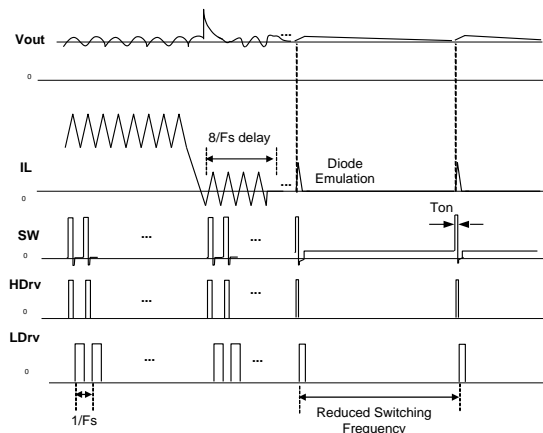 Vout
...
0
8/Fs delay
IL
...
Diode
Emulation
0
Ton
SW
...
...
0
HDrv
...
...
0
LDrv
...
...
0
1/Fs
Reduced Switching
Frequency